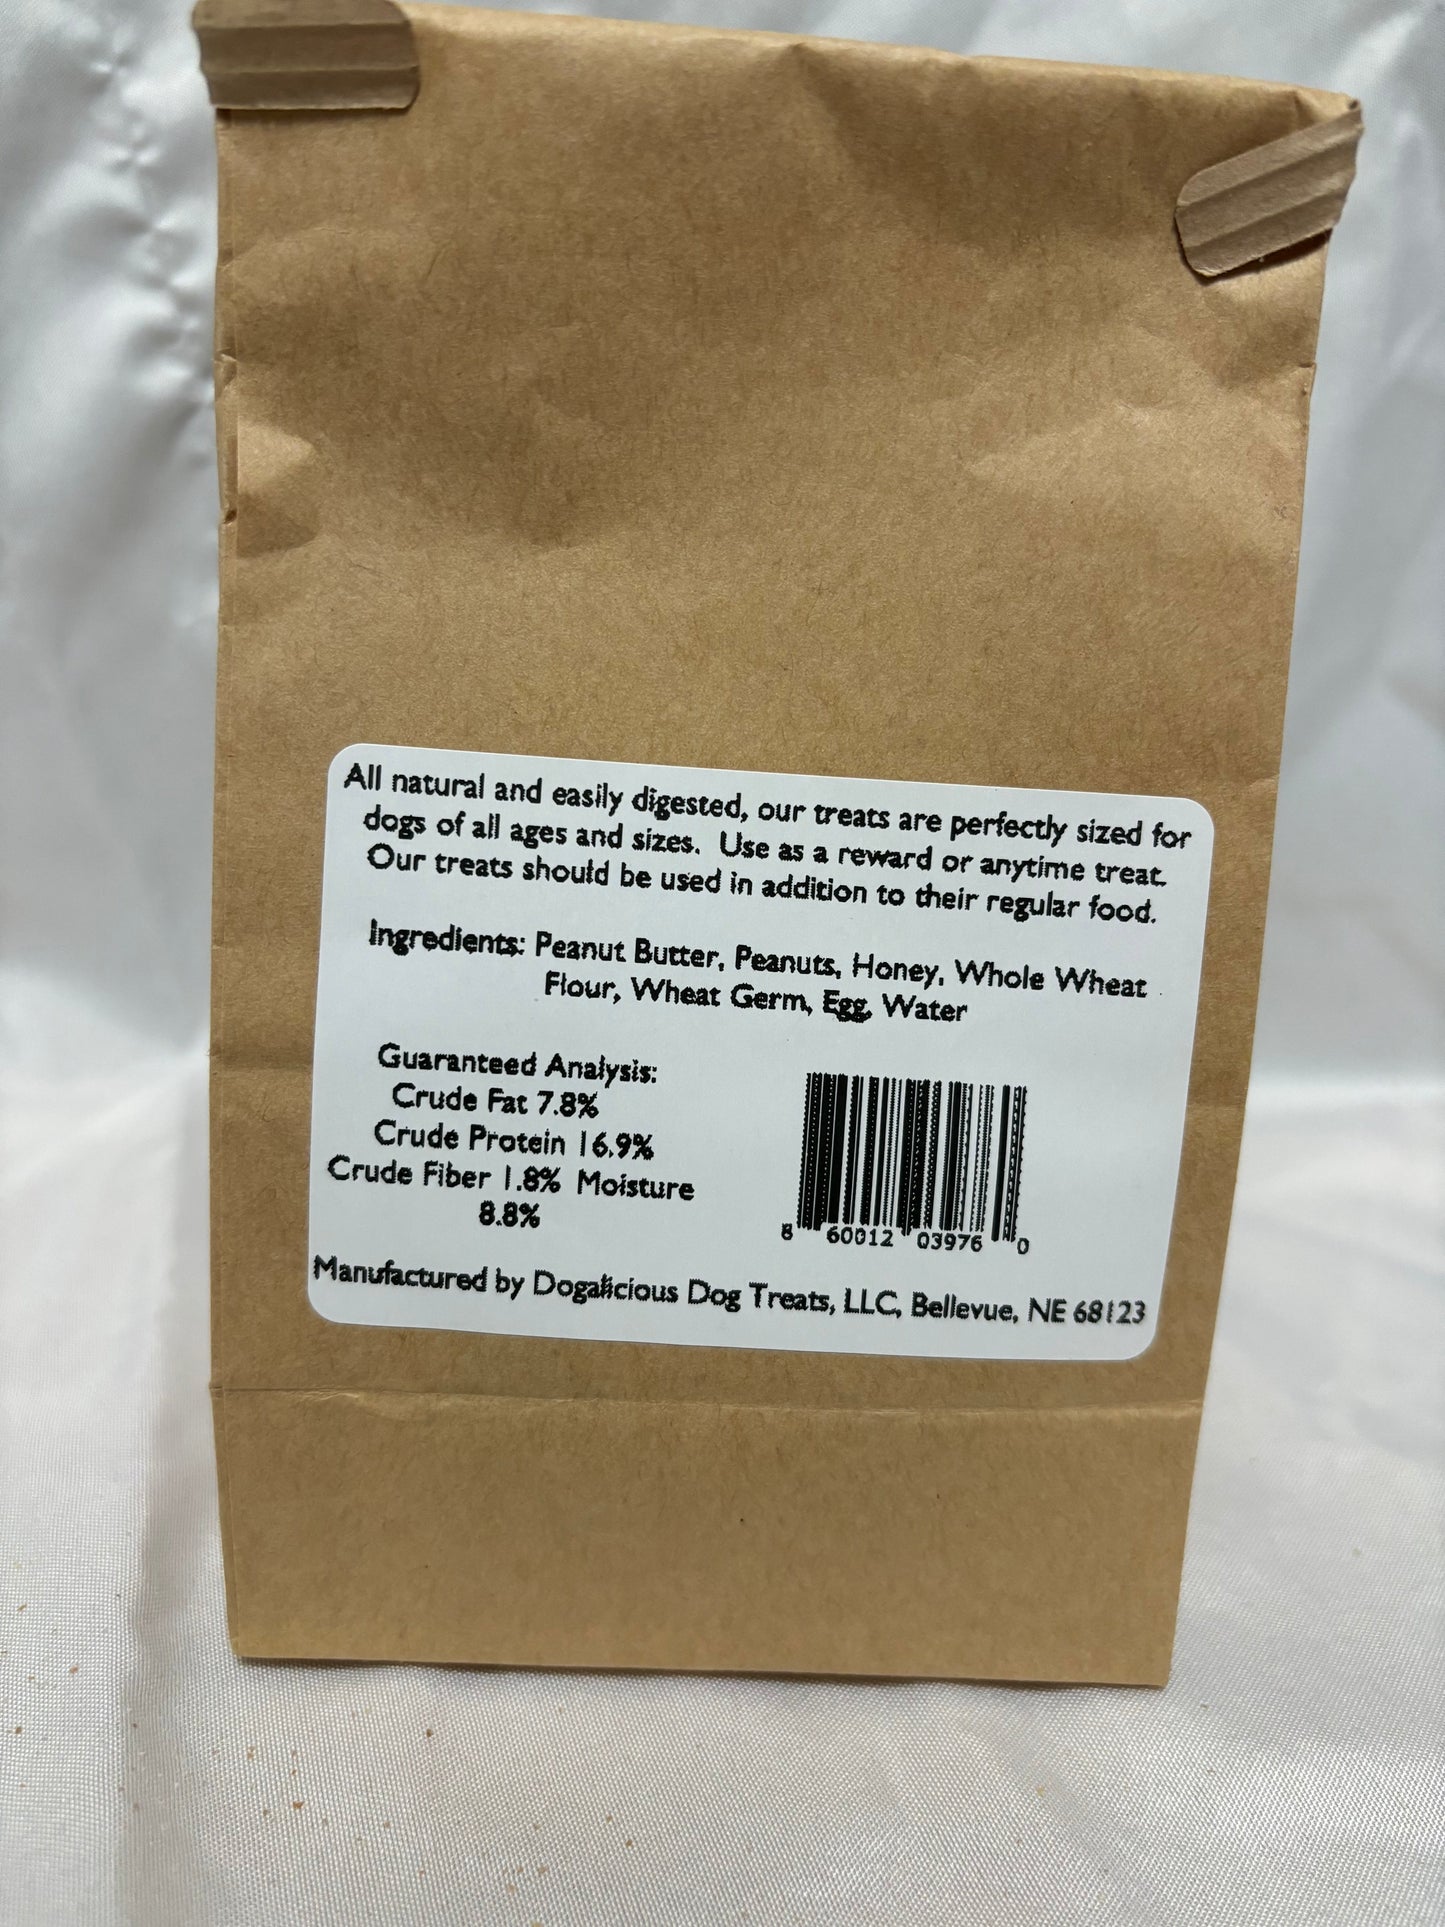 All natural and easily digested, our treats are perfectly sized for
dogs of all ages and sizes. Use as a reward or anytime treat.
Our treats should be used in addition to their regular food.
Ingredients: Peanut Butter, Peanuts, Honey, Whole Wheat
Flour, Wheat Germ, Egg, Water
Guaranteed Analysis:
Crude Fat 7.8%
Crude Protein 16.9%
Crude Fiber 1.8% Moisture
8.8%
8 60012 03976 0
Manufactured by Dogalicious Dog Treats, LLC, Bellevue, NE 68123